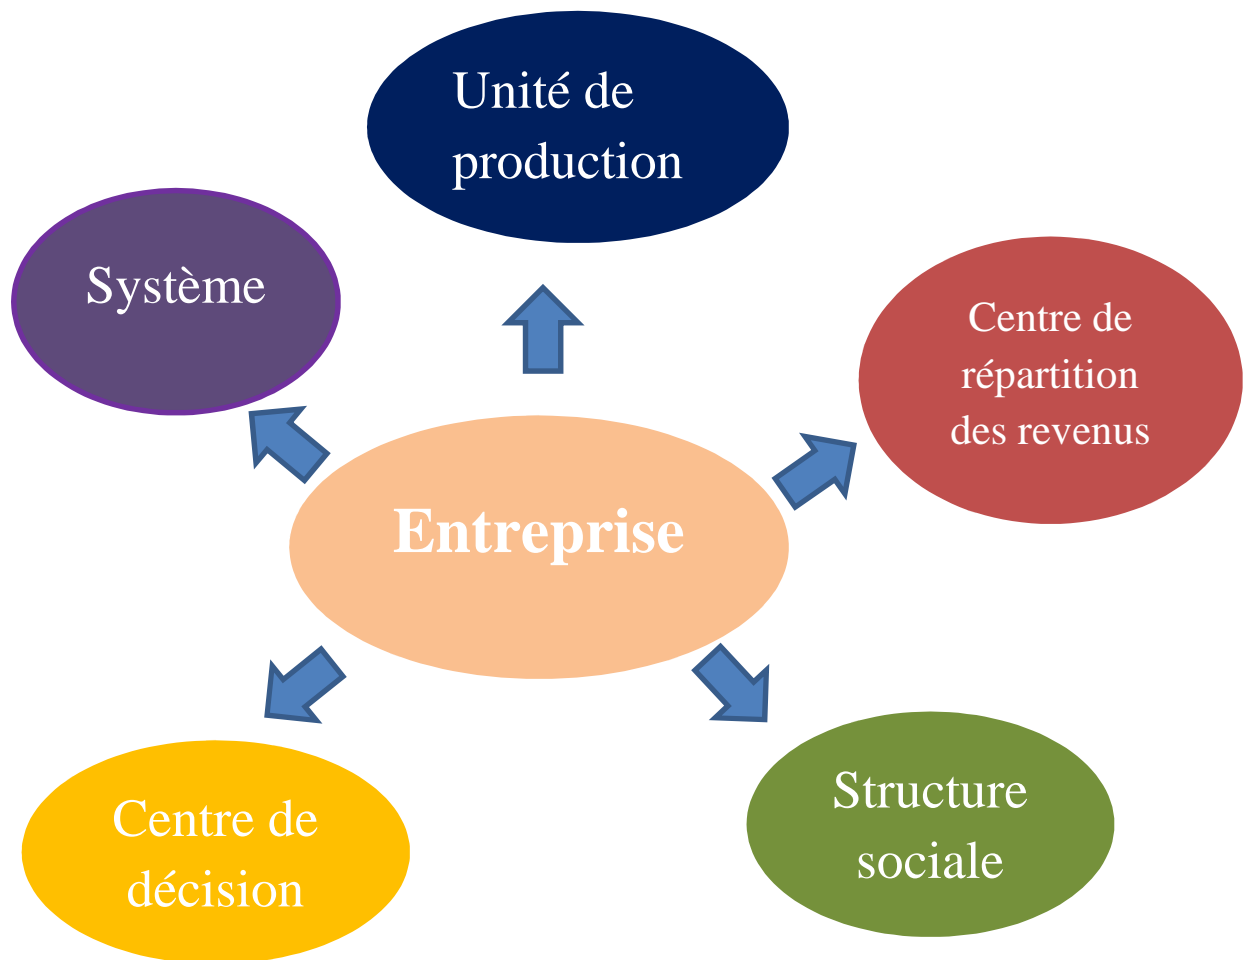 Unité de
production
Système
Centre de
répartition
des revenus
Entreprise
Structure
sociale
Centre de
décision